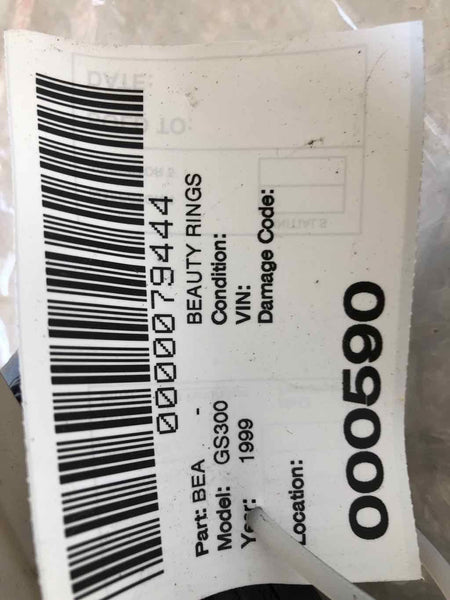 0000079444
Part: BEA - BEAUTY RINGS
Model: GS300 Condition:
Year: 1999 VIN:
Location: Damage Code:
000590
DATE:
SOLD TO:
INITIALS